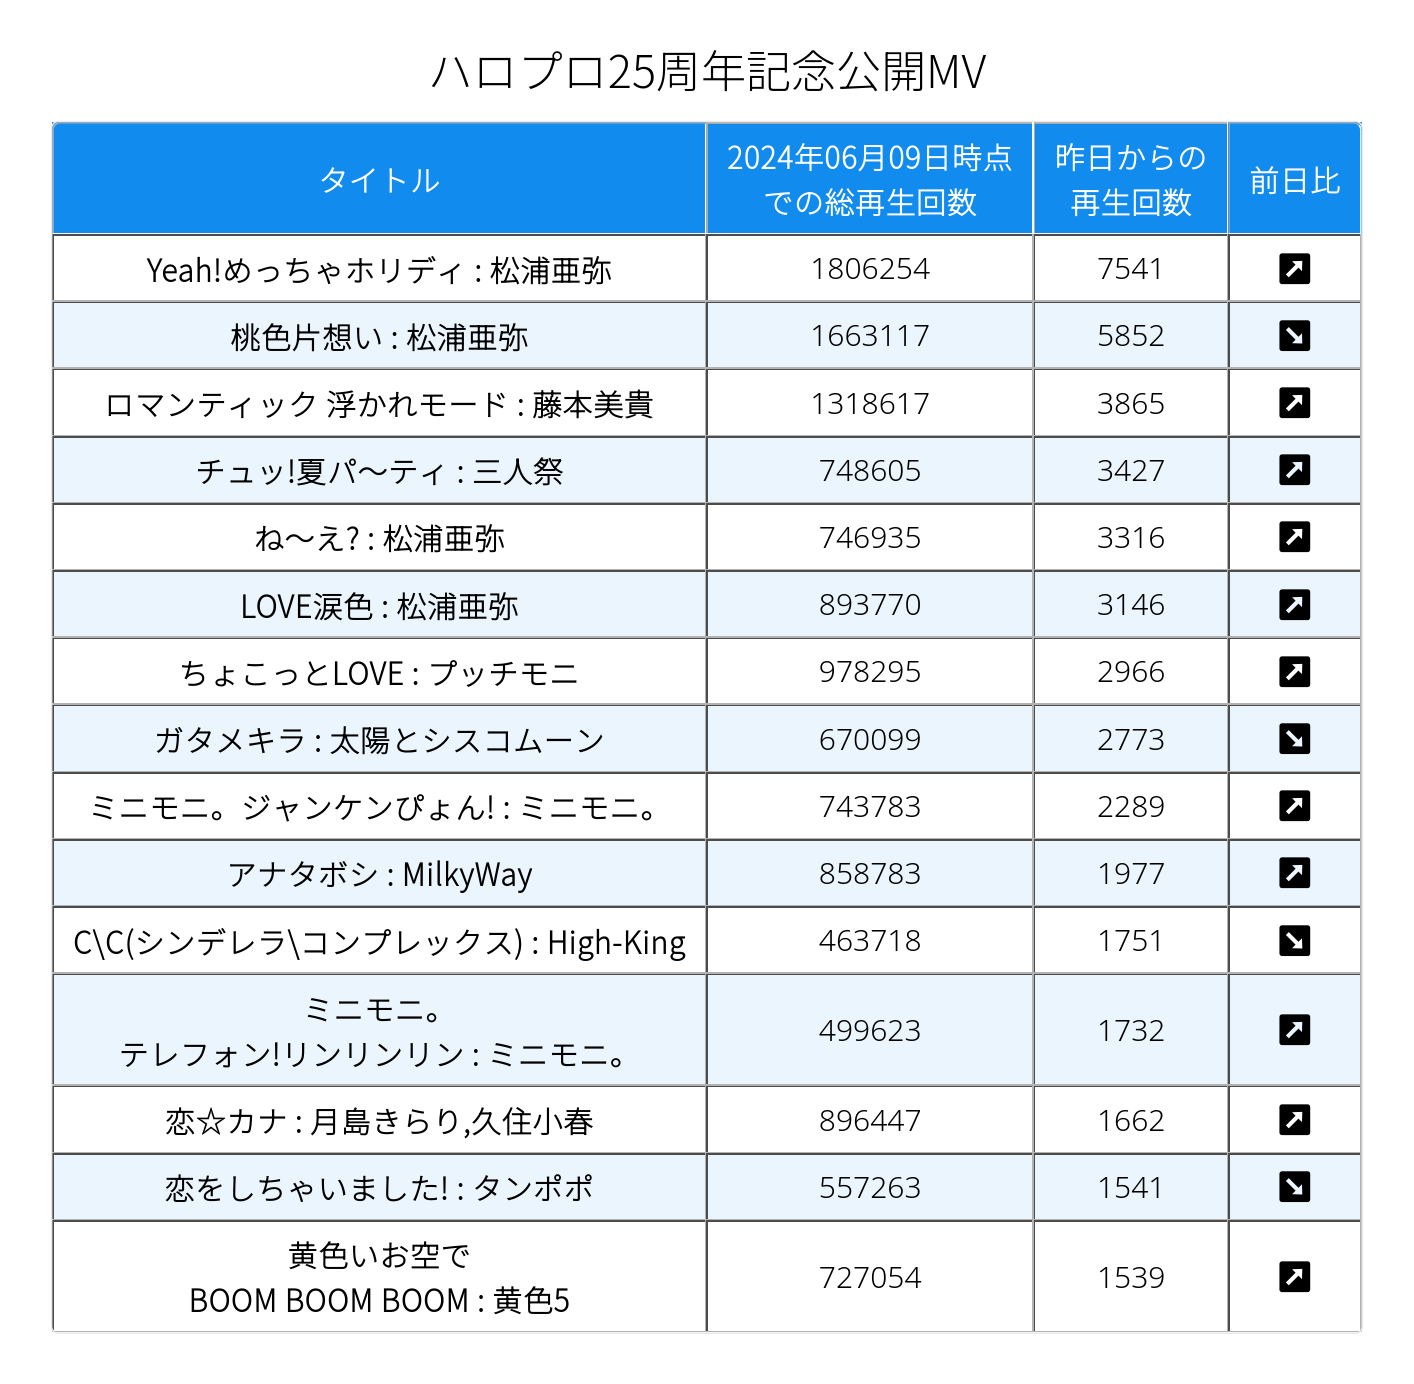 ハロプロ25周年記念公開MV
タイトル
2024年06月09日時点
での総再生回数
昨日からの
再生回数
前日比
Yeah!めっちゃホリディ : 松浦亜弥 1806254 7541 ↗
桃色片想い : 松浦亜弥 1663117 5852 ↘
ロマンティック 浮かれモード : 藤本美貴 1318617 3865 ↗
チュッ!夏パ〜ティ : 三人祭 748605 3427 ↗
ね〜え? : 松浦亜弥 746935 3316 ↗
LOVE涙色 : 松浦亜弥 893770 3146 ↗
ちょこっとLOVE : プッチモニ 978295 2966 ↗
ガタメキラ : 太陽とシスコムーン 670099 2773 ↘
ミニモニ。ジャンケンぴょん! : ミニモニ。 743783 2289 ↗
アナタボシ : MilkyWay 858783 1977 ↗
C\C(シンデレラ\コンプレックス) : High-King 463718 1751 ↘
ミニモニ。
テレフォン!リンリンリン : ミニモニ。 499623 1732 ↗
恋☆カナ : 月島きらり,久住小春 896447 1662 ↗
恋をしちゃいました! : タンポポ 557263 1541 ↘
黄色いお空で
BOOM BOOM BOOM : 黄色5 727054 1539 ↗